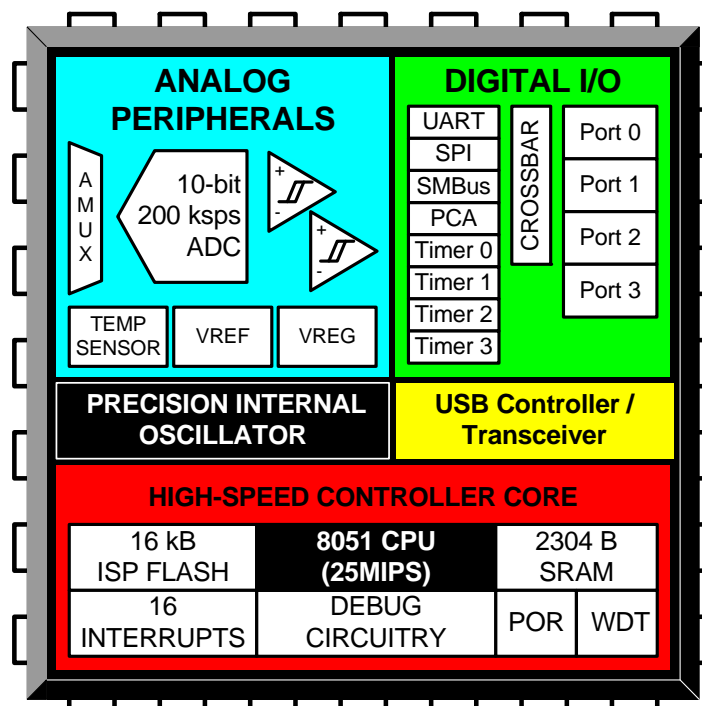 ANALOG
PERIPHERALS
A
M
U
X
10-bit
200 ksps
ADC
+
-
+
-
TEMP
SENSOR
VREF
VREG
DIGITAL I/O
UART
SPI
SMBus
PCA
Timer 0
Timer 1
Timer 2
Timer 3
CROSSBAR
Port 0
Port 1
Port 2
Port 3
PRECISION INTERNAL
OSCILLATOR
USB Controller /
Transceiver
HIGH-SPEED CONTROLLER CORE
16 kB
ISP FLASH
8051 CPU
(25MIPS)
2304 B
SRAM
16
INTERRUPTS
DEBUG
CIRCUITRY
POR
WDT